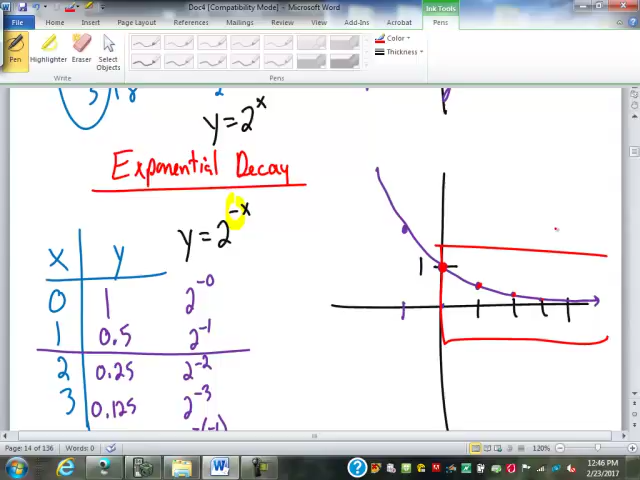 Doc4 [Compatibility Mode] - Microsoft Word
Ink Tools
File Home Insert Page Layout References Mailings Review View Add-Ins Acrobat Pens
Pen Highlighter Eraser Select Objects
Color
Thickness
Write Pens
y=2^x
Exponential Decay
y=2^-x
x y
0 1 2^-0
1 0.5 2^-1
2 0.25 2^-2
3 0.125 2^-3
-(-1)
1
Page: 14 of 136 Words: 0 120%
12:46 PM
2/23/2017